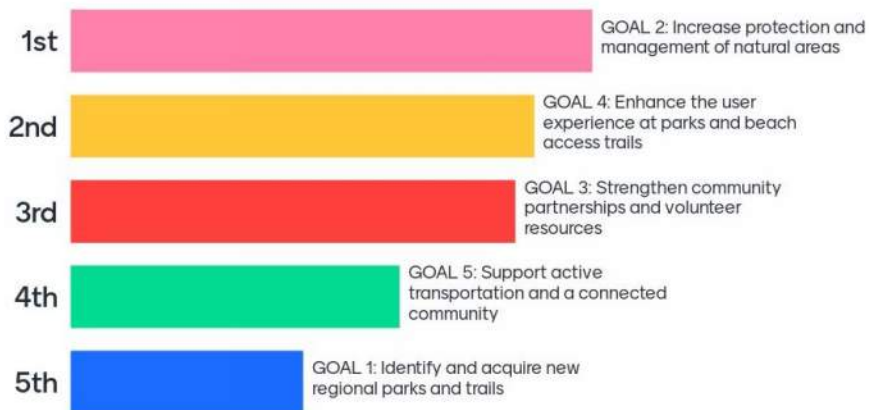 1st
GOAL 2: Increase protection and
management of natural areas
2nd
GOAL 4: Enhance the user
experience at parks and beach
access trails
3rd
GOAL 3: Strengthen community
partnerships and volunteer
resources
4th
GOAL 5: Support active
transportation and a connected
community
5th
GOAL 1: Identify and acquire new
regional parks and trails